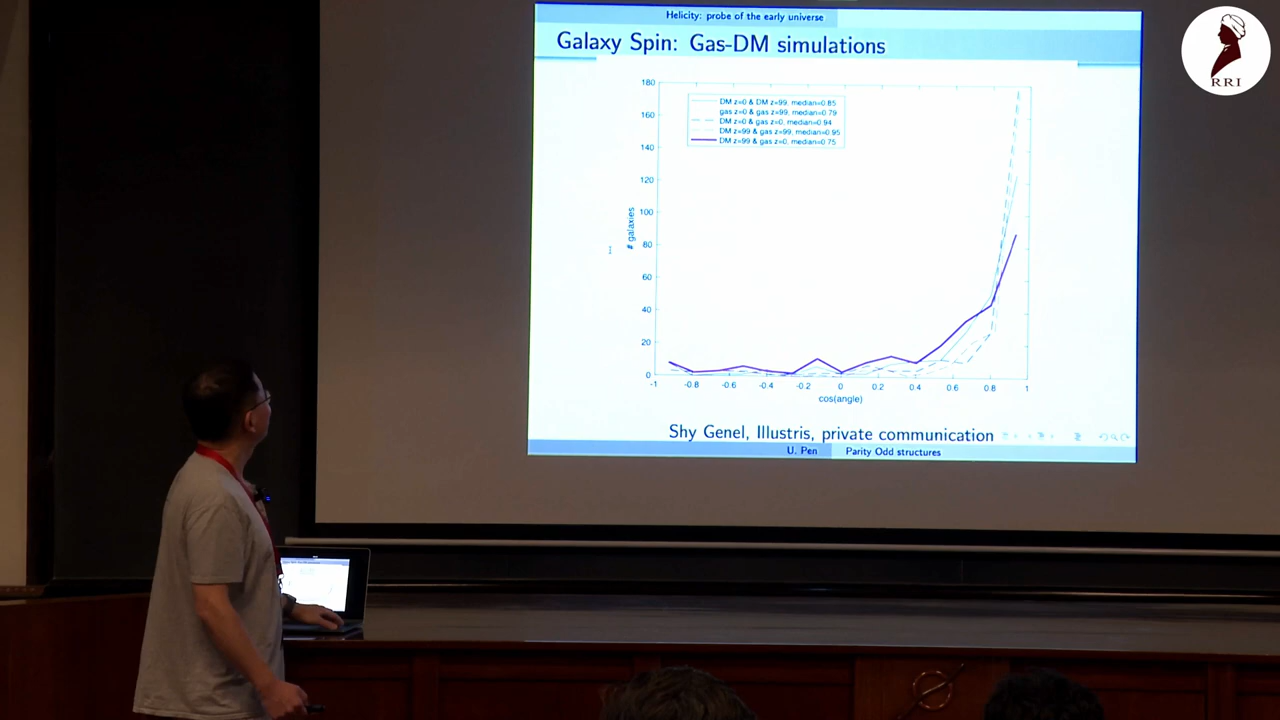 Helicity: probe of the early universe
Galaxy Spin: Gas-DM simulations
RRI
180
160
140
120
100
80
60
40
20
0
# galaxies
DM z=0 & DM z=99, median=0.85
gas z=0 & gas z=99, median=0.79
DM z=0 & gas z=0, median=0.94
DM z=99 & gas z=99, median=0.95
DM z=99 & gas z=0, median=0.75
-1 -0.8 -0.6 -0.4 -0.2 0 0.2 0.4 0.6 0.8 1
cos(angle)
Shy Genel, Illustris, private communication
U. Pen Parity Odd structures